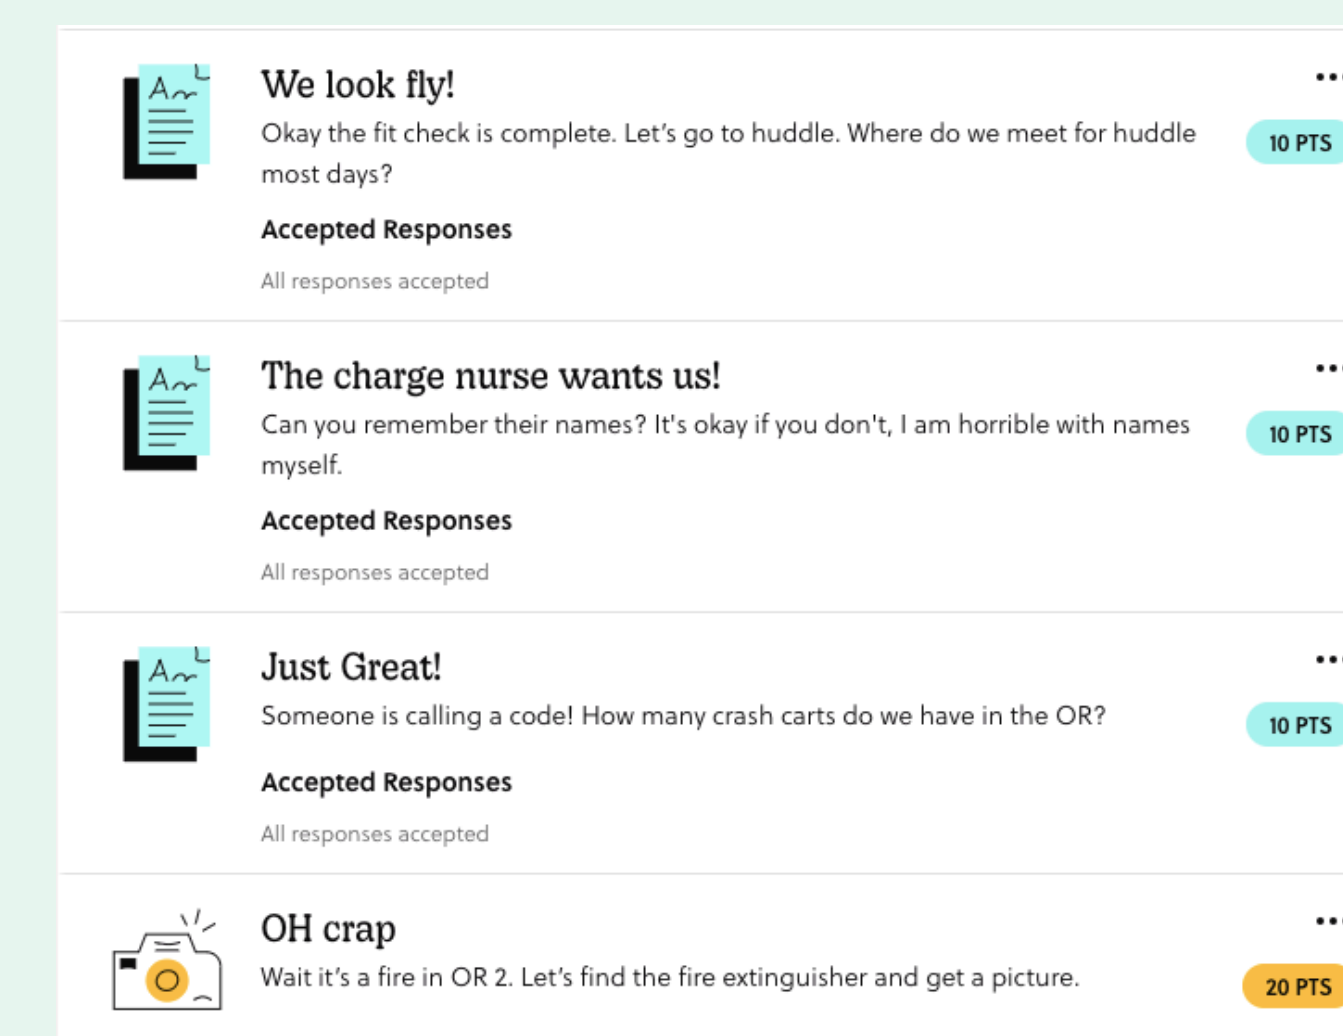 We look fly!
Okay the fit check is complete. Let’s go to huddle. Where do we meet for huddle
most days?
10 PTS
Accepted Responses
All responses accepted
The charge nurse wants us!
Can you remember their names? It's okay if you don't, I am horrible with names
myself.
10 PTS
Accepted Responses
All responses accepted
Just Great!
Someone is calling a code! How many crash carts do we have in the OR?
10 PTS
Accepted Responses
All responses accepted
OH crap
Wait it’s a fire in OR 2. Let’s find the fire extinguisher and get a picture.
20 PTS